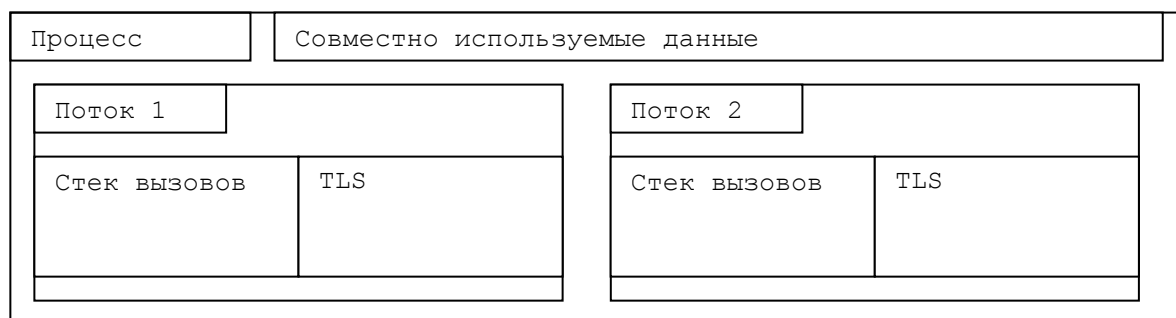 Процесс
Совместно используемые данные
Поток 1
Поток 2
Стек вызовов
TLS
Стек вызовов
TLS